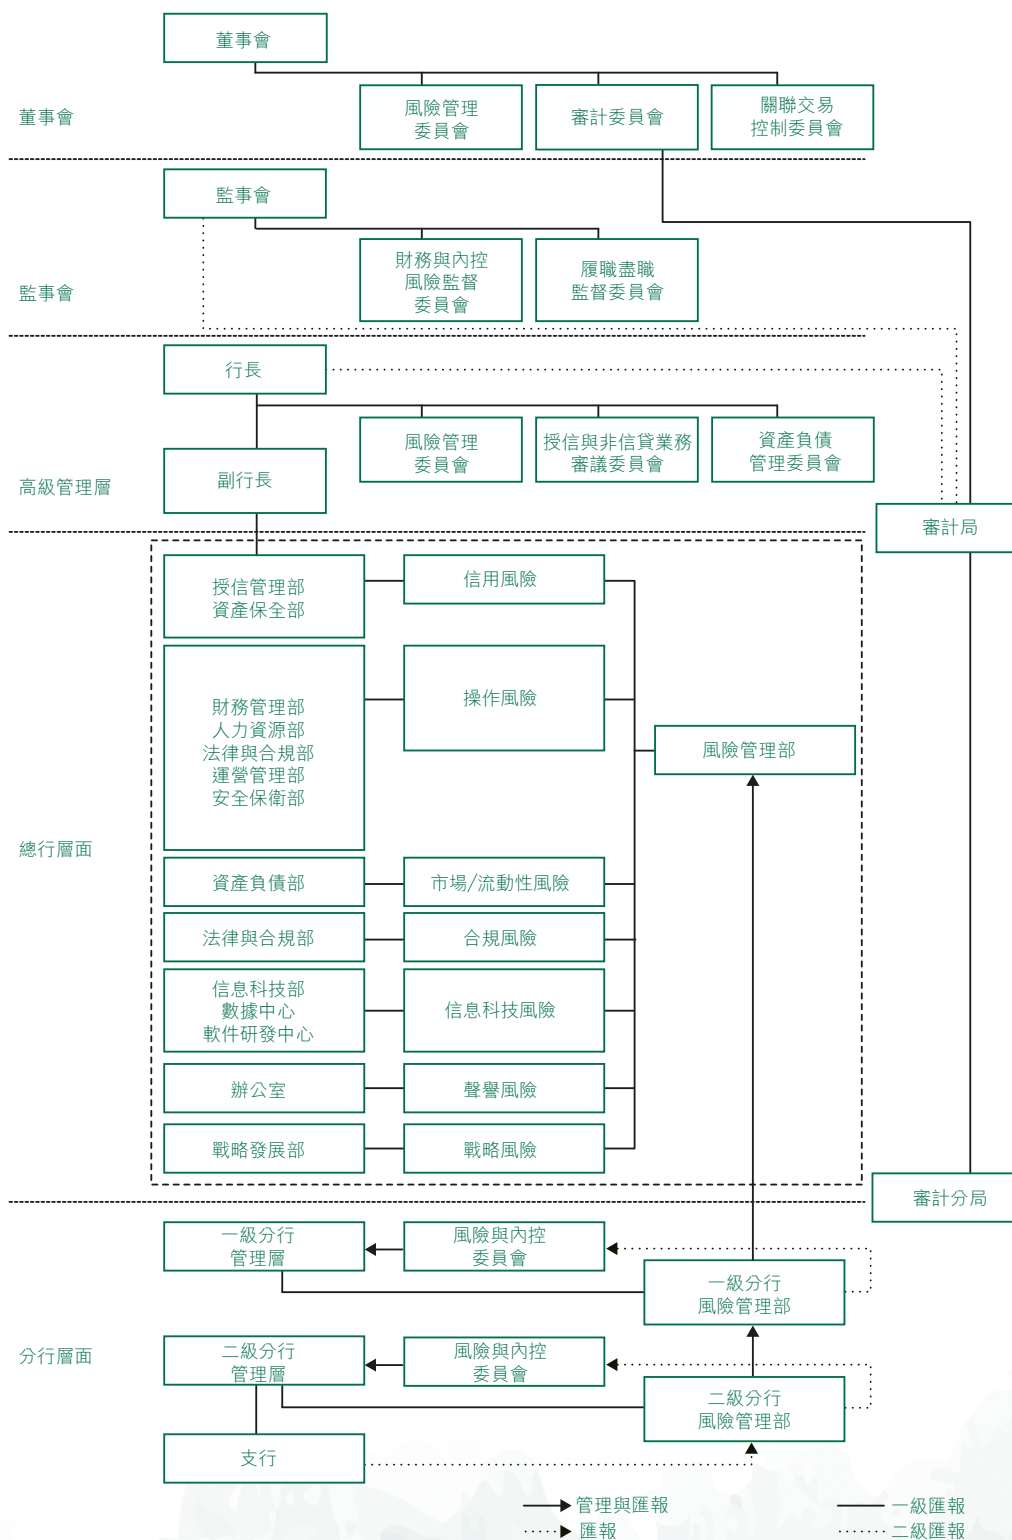 董事會
董事會
風險管理
委員會
審計委員會
關聯交易
控制委員會
監事會
監事會
財務與內控
風險監督
委員會
履職盡職
監督委員會
行長
風險管理
委員會
授信與非信貸業務
審議委員會
資產負債
管理委員會
副行長
高級管理層
審計局
授信管理部
資產保全部
信用風險
財務管理部
人力資源部
法律與合規部
運營管理部
安全保衛部
操作風險
風險管理部
總行層面
資產負債部
市場/流動性風險
法律與合規部
合規風險
信息科技部
數據中心
軟件研發中心
信息科技風險
辦公室
聲譽風險
戰略發展部
戰略風險
審計分局
一級分行
管理層
風險與內控
委員會
一級分行
風險管理部
分行層面
二級分行
管理層
風險與內控
委員會
二級分行
風險管理部
支行
管理與匯報
一級匯報
匯報
二級匯報